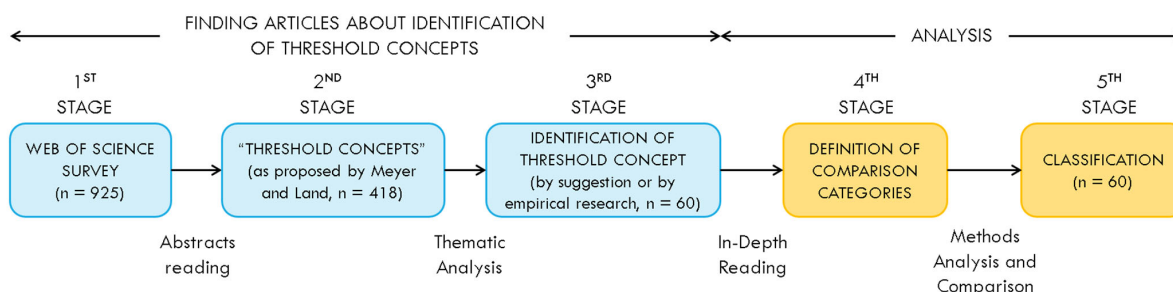 FINDING ARTICLES ABOUT IDENTIFICATION
OF THRESHOLD CONCEPTS
ANALYSIS
1ST
STAGE
2ND
STAGE
3RD
STAGE
4TH
STAGE
5TH
STAGE
WEB OF SCIENCE
SURVEY
(n = 925)
"THRESHOLD CONCEPTS"
(as proposed by Meyer
and Land, n = 418)
IDENTIFICATION OF
THRESHOLD CONCEPT
(by suggestion or by
empirical research, n = 60)
DEFINITION OF
COMPARISON
CATEGORIES
CLASSIFICATION
(n = 60)
Abstracts
reading
Thematic
Analysis
In-Depth
Reading
Methods
Analysis and
Comparison